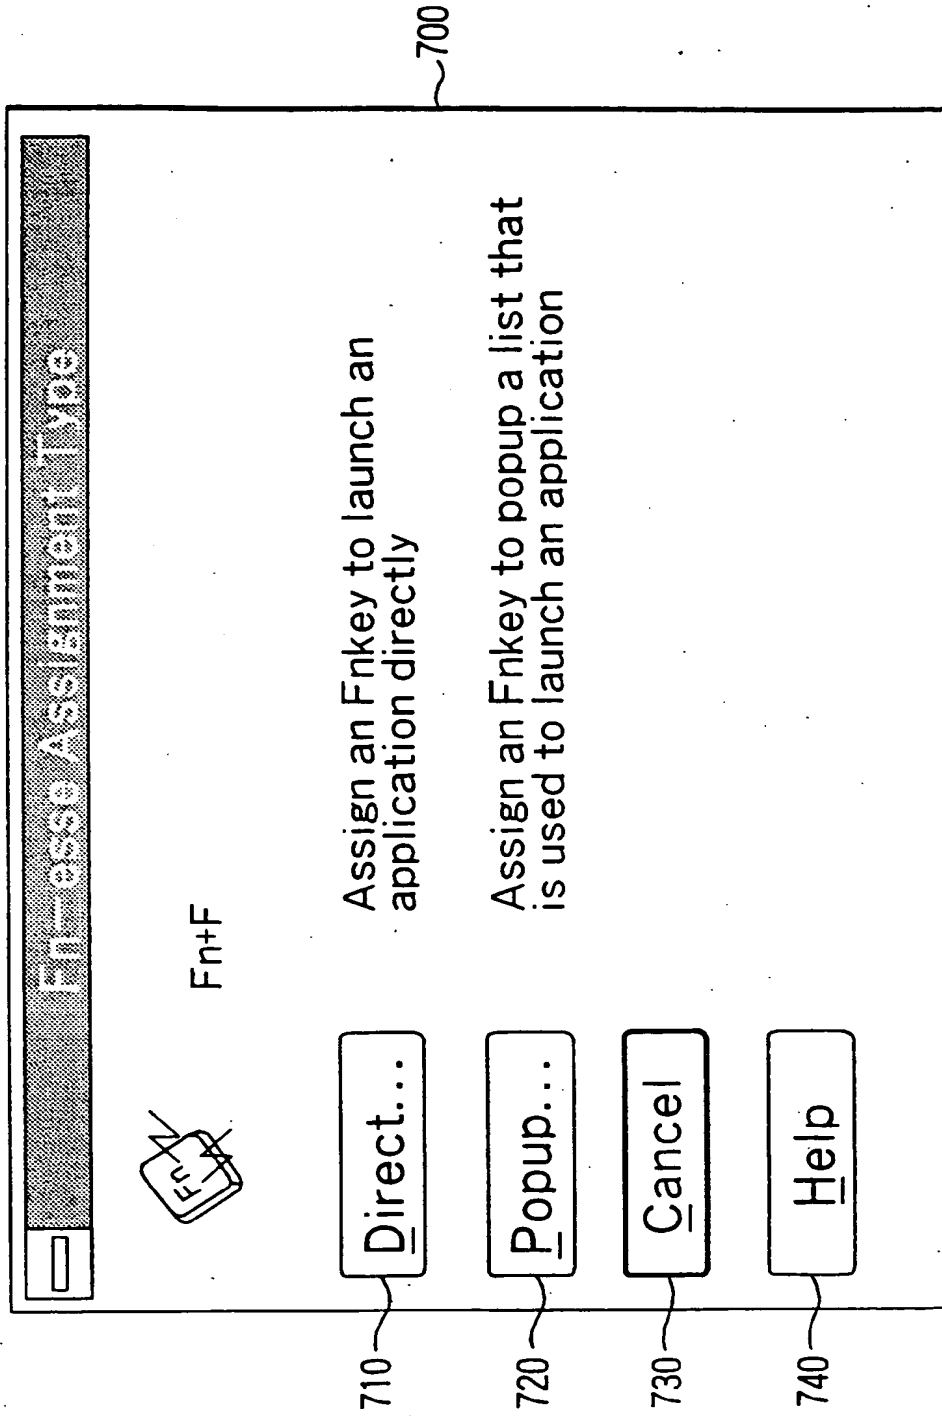 700
Fn—esse Assignment Type
Fn
Fn+F
710
Direct...
Assign an Fnkey to launch an
application directly
720
Popup...
Assign an Fnkey to popup a list that
is used to launch an application
730
Cancel
740
Help